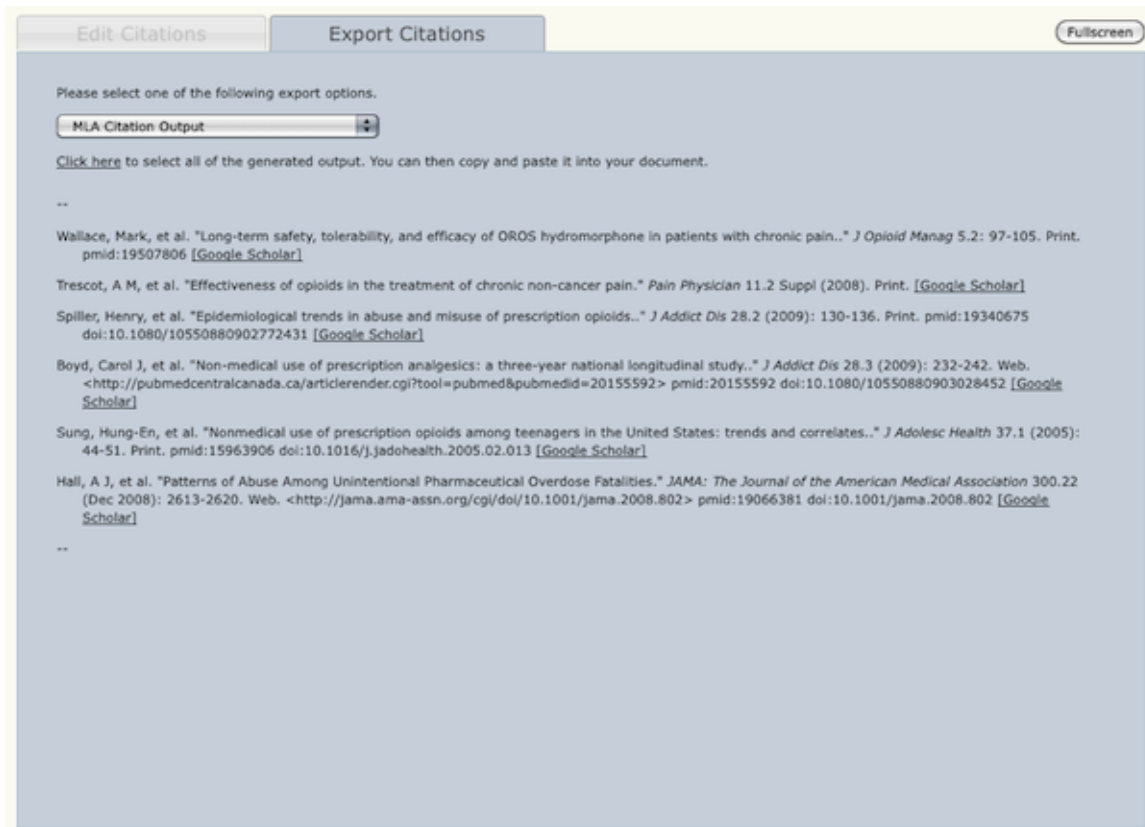 Edit Citations
Export Citations
Fullscreen
Please select one of the following export options.
MLA Citation Output
Click here to select all of the generated output. You can then copy and paste it into your document.
--
Wallace, Mark, et al. "Long-term safety, tolerability, and efficacy of OROS hydromorphone in patients with chronic pain.." J Opioid Manag 5.2: 97-105. Print.
pmid:19507806 [Google Scholar]
Trescot, A M, et al. "Effectiveness of opioids in the treatment of chronic non-cancer pain." Pain Physician 11.2 Suppl (2008). Print. [Google Scholar]
Spiller, Henry, et al. "Epidemiological trends in abuse and misuse of prescription opioids.." J Addict Dis 28.2 (2009): 130-136. Print. pmid:19340675
doi:10.1080/10550880902772431 [Google Scholar]
Boyd, Carol J, et al. "Non-medical use of prescription analgesics: a three-year national longitudinal study.." J Addict Dis 28.3 (2009): 232-242. Web.
<http://pubmedcentralcanada.ca/articlerender.cgi?tool=pubmed&pubmedid=20155592> pmid:20155592 doi:10.1080/10550880903028452 [Google
Scholar]
Sung, Hung-En, et al. "Nonmedical use of prescription opioids among teenagers in the United States: trends and correlates.." J Adolesc Health 37.1 (2005):
44-51. Print. pmid:15963906 doi:10.1016/j.jadohealth.2005.02.013 [Google Scholar]
Hall, A J, et al. "Patterns of Abuse Among Unintentional Pharmaceutical Overdose Fatalities." JAMA: The Journal of the American Medical Association 300.22
(Dec 2008): 2613-2620. Web. <http://jama.ama-assn.org/cgi/doi/10.1001/jama.2008.802> pmid:19066381 doi:10.1001/jama.2008.802 [Google
Scholar]
--